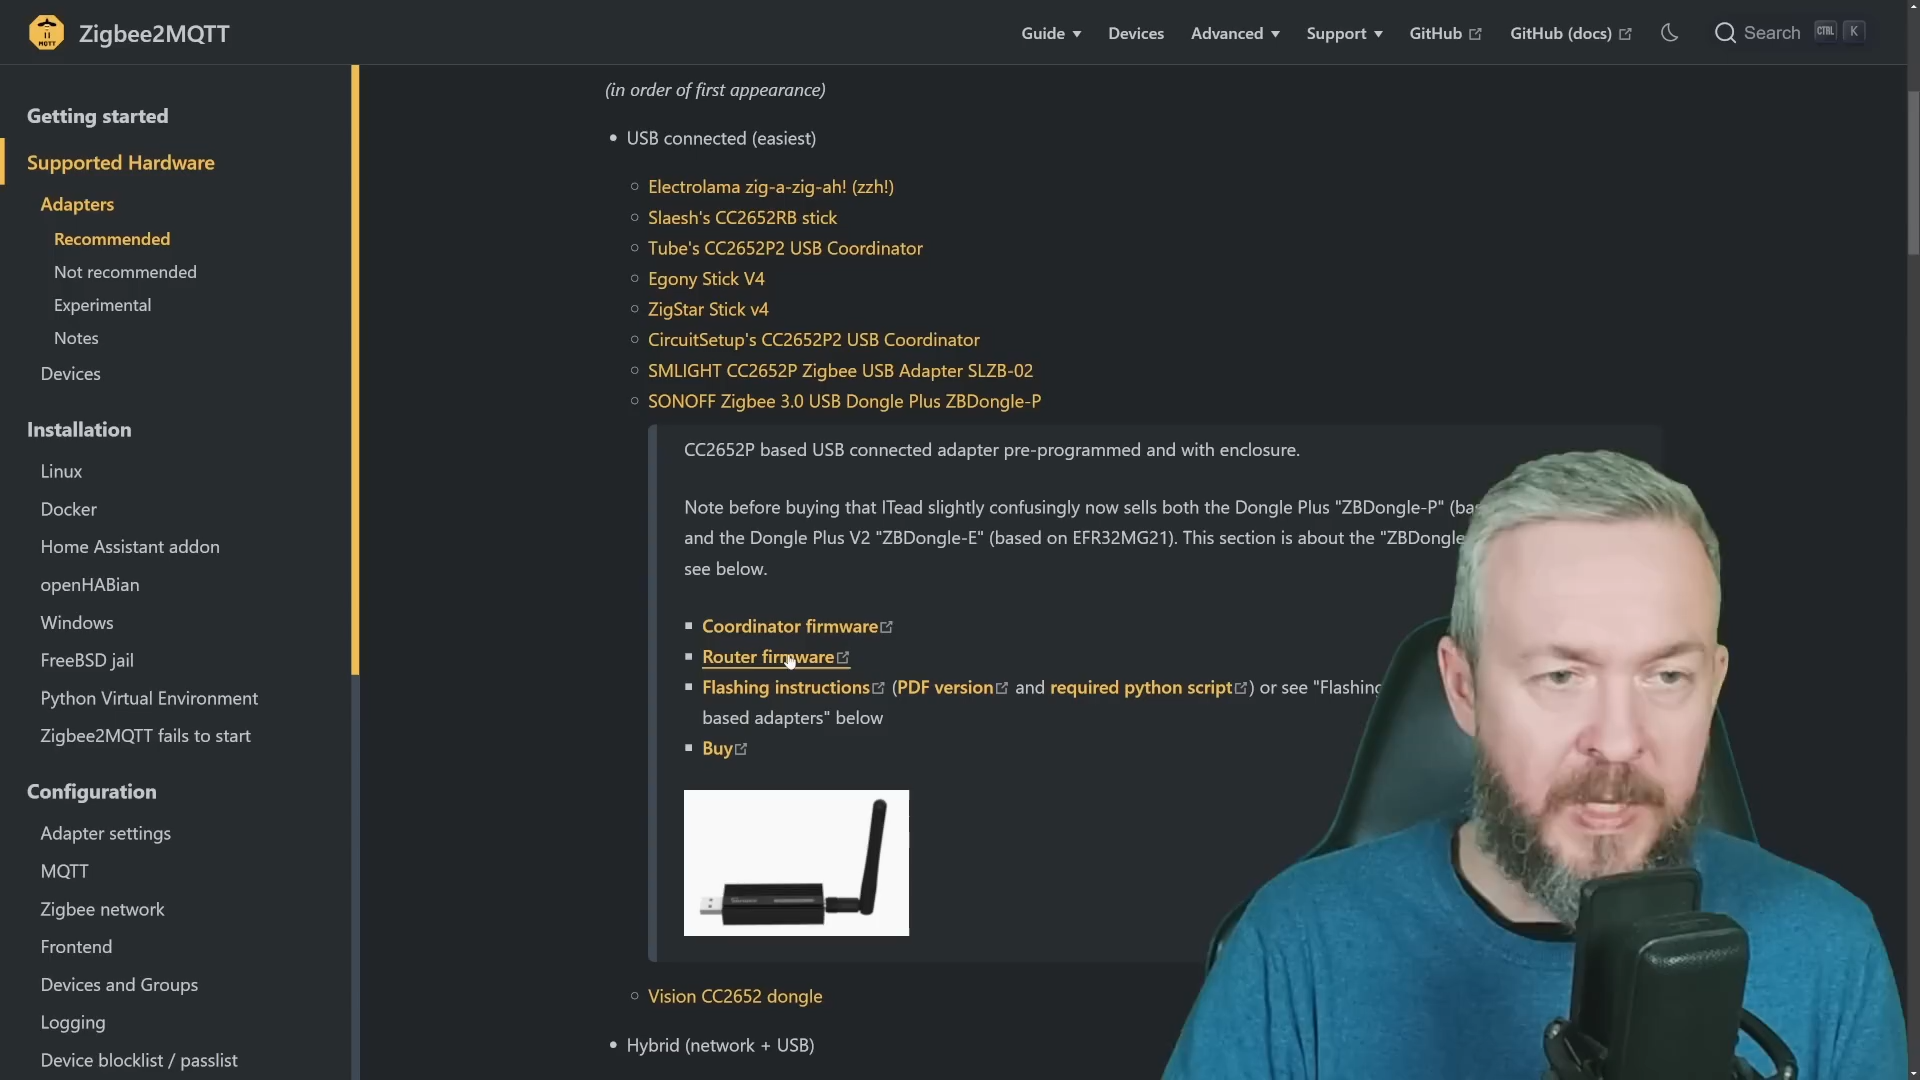 Zigbee2MQTT
Guide
Devices
Advanced
Support
GitHub
GitHub (docs)
Search
CTRL
K
Getting started
Supported Hardware
Adapters
Recommended
Not recommended
Experimental
Notes
Devices
Installation
Linux
Docker
Home Assistant addon
openHABian
Windows
FreeBSD jail
Python Virtual Environment
Zigbee2MQTT fails to start
Configuration
Adapter settings
MQTT
Zigbee network
Frontend
Devices and Groups
Logging
Device blocklist / passlist
(in order of first appearance)
USB connected (easiest)
Electrolama zig-a-zig-ah! (zzh!)
Slaesh's CC2652RB stick
Tube's CC2652P2 USB Coordinator
Egony Stick V4
ZigStar Stick v4
CircuitSetup's CC2652P2 USB Coordinator
SMLIGHT CC2652P Zigbee USB Adapter SLZB-02
SONOFF Zigbee 3.0 USB Dongle Plus ZBDongle-P
CC2652P based USB connected adapter pre-programmed and with enclosure.
Note before buying that ITead slightly confusingly now sells both the Dongle Plus "ZBDongle-P"
and the Dongle Plus V2 "ZBDongle-E" (based on EFR32MG21). This section is about the "ZBDongle
see below.
Coordinator firmware
Router firmware
Flashing instructions (PDF version and required python script) or see "Flashing
based adapters" below
Buy
Vision CC2652 dongle
Hybrid (network + USB)